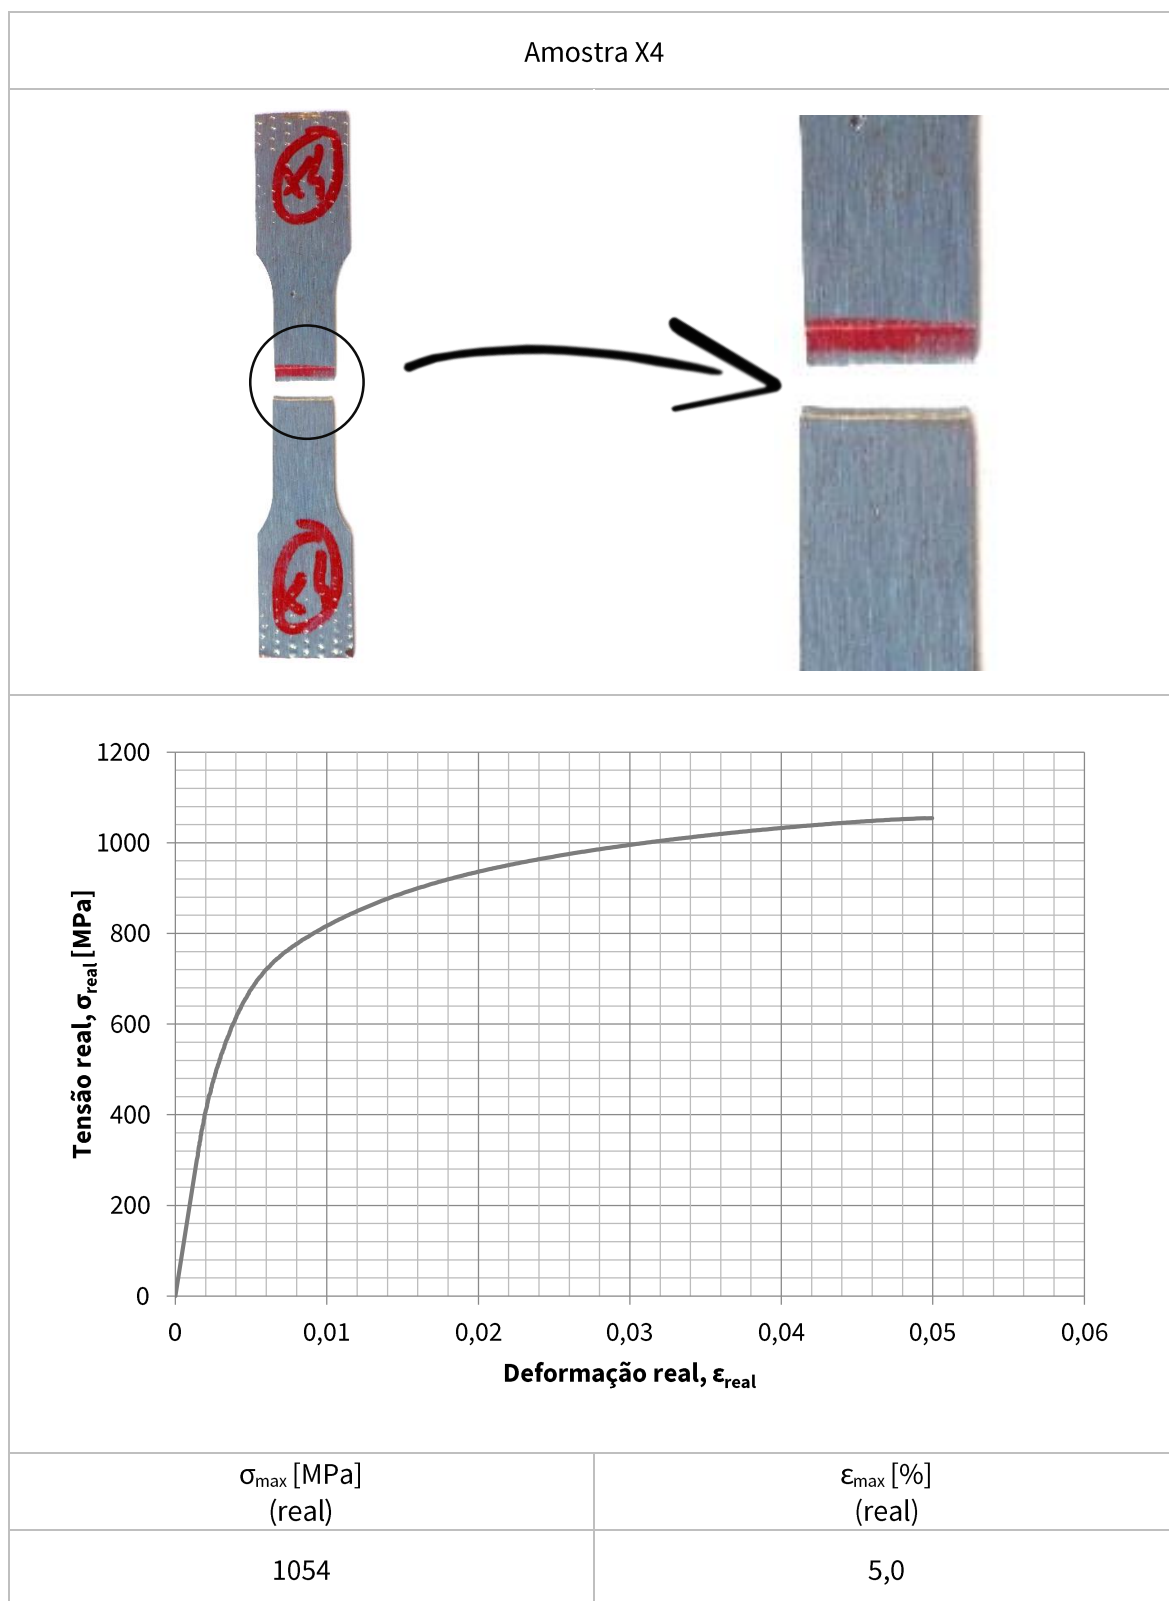 Amostra X4
X4
X4
1200
1000
800
600
400
200
0
Tensão real, σreal [MPa]
0 0,01 0,02 0,03 0,04 0,05 0,06
Deformação real, εreal
σmax [MPa]
(real)
εmax [%]
(real)
1054
5,0